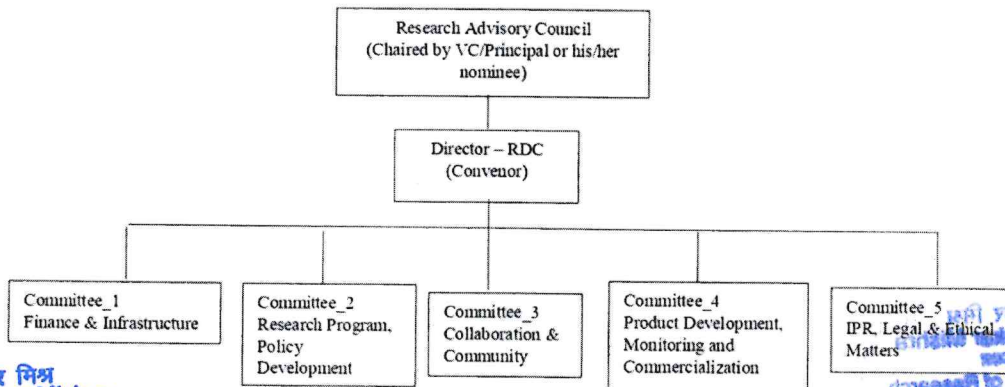 Research Advisory Council
(Chaired by VC/Principal or his/her
nominee)
Director – RDC
(Convenor)
Committee_1
Finance & Infrastructure
Committee_2
Research Program,
Policy
Development
Committee_3
Collaboration &
Community
Committee_4
Product Development,
Monitoring and
Commercialization
Committee_5
IPR, Legal & Ethical
Matters
मिश्र